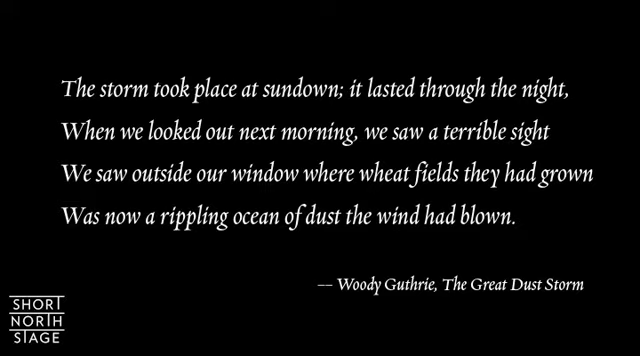 The storm took place at sundown; it lasted through the night,
When we looked out next morning, we saw a terrible sight
We saw outside our window where wheat fields they had grown
Was now a rippling ocean of dust the wind had blown.
–– Woody Guthrie, The Great Dust Storm
SHORT
NORTH
STAGE